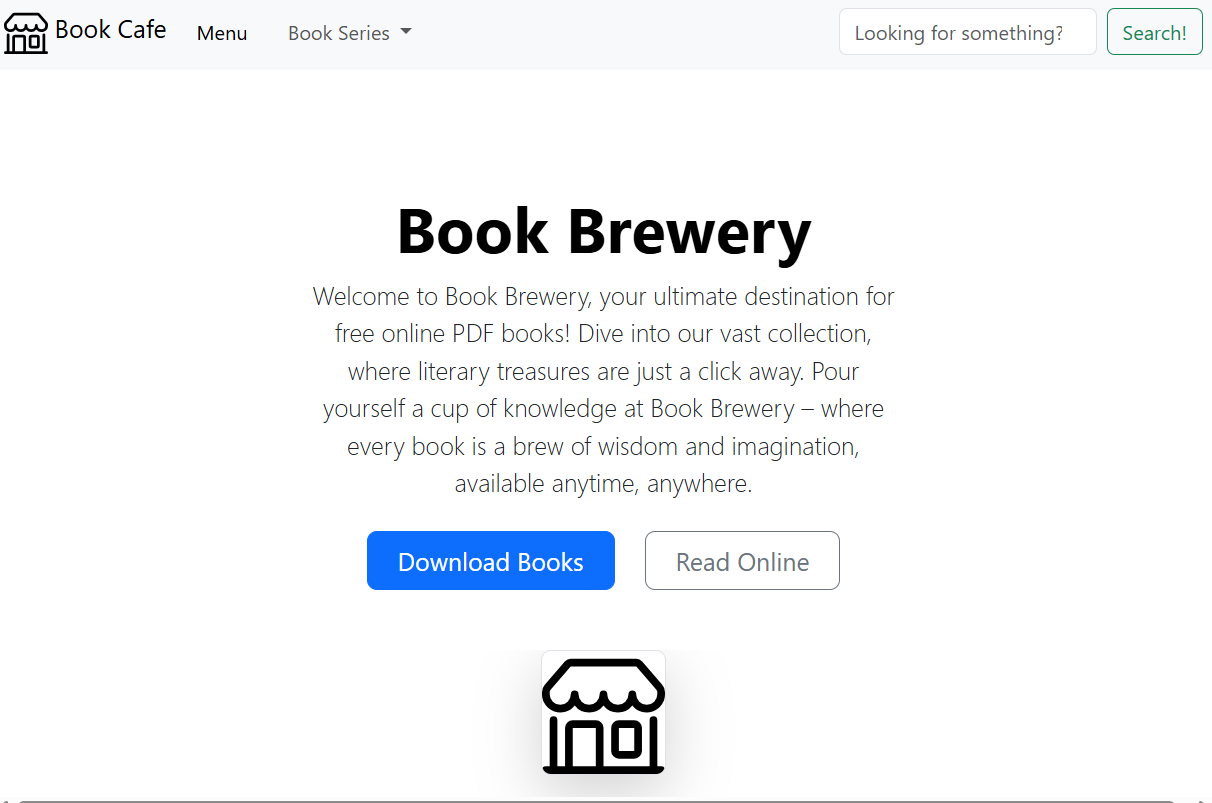 Book Cafe Menu Book Series Looking for something? Search!
Book Brewery
Welcome to Book Brewery, your ultimate destination for
free online PDF books! Dive into our vast collection,
where literary treasures are just a click away. Pour
yourself a cup of knowledge at Book Brewery – where
every book is a brew of wisdom and imagination,
available anytime, anywhere.
Download Books Read Online